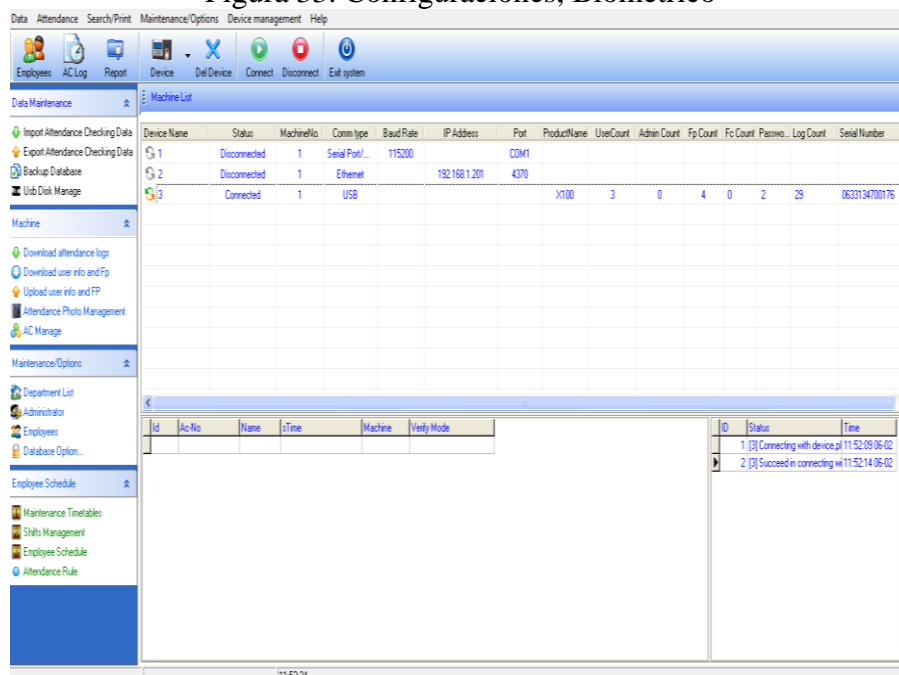 Figura 33. Configuraciones, Biométrico
Data Attendance Search/Print Maintenance/Options Device management Help
Employees AC Log Report Device Del Device Connect Disconnect Exit system
Data Maintenance
Import Attendance Checking Data
Export Attendance Checking Data
Backup Database
Usb Disk Manage
Machine
Download attendance logs
Download user info and Fp
Upload user info and FP
Attendance Photo Management
AC Manage
Maintenance/Options
Department List
Administrator
Employees
Database Option...
Employee Schedule
Maintenance Timetables
Shifts Management
Employee Schedule
Attendance Rule
Machine List
Device Name Status MachineNo. Comm type Baud Rate IP Address Port ProductName UserCount Admin Count Fp Count Fc Count Passwo... Log Count Serial Number
1 Disconnected 1 Serial Port/... 115200 COM1
2 Disconnected 1 Ethernet 192.168.1.201 4370
3 Connected 1 USB X100 3 0 4 0 2 29 0633134700176
Id Ac-No Name sTime Machine Verify Mode
ID Status Time
1 [3] Connecting with device,pl 11:52:09 06-02
2 [3] Succeed in connecting wi 11:52:14 06-02